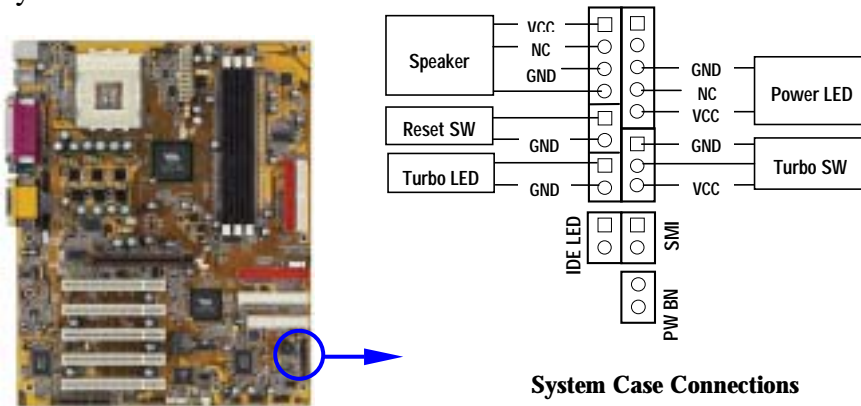 VCC
NC
GND
Speaker
GND
NC
VCC
Power LED
Reset SW
GND
Turbo LED
GND
GND
VCC
Turbo SW
IDE LED
SMI
PW BN
System Case Connections